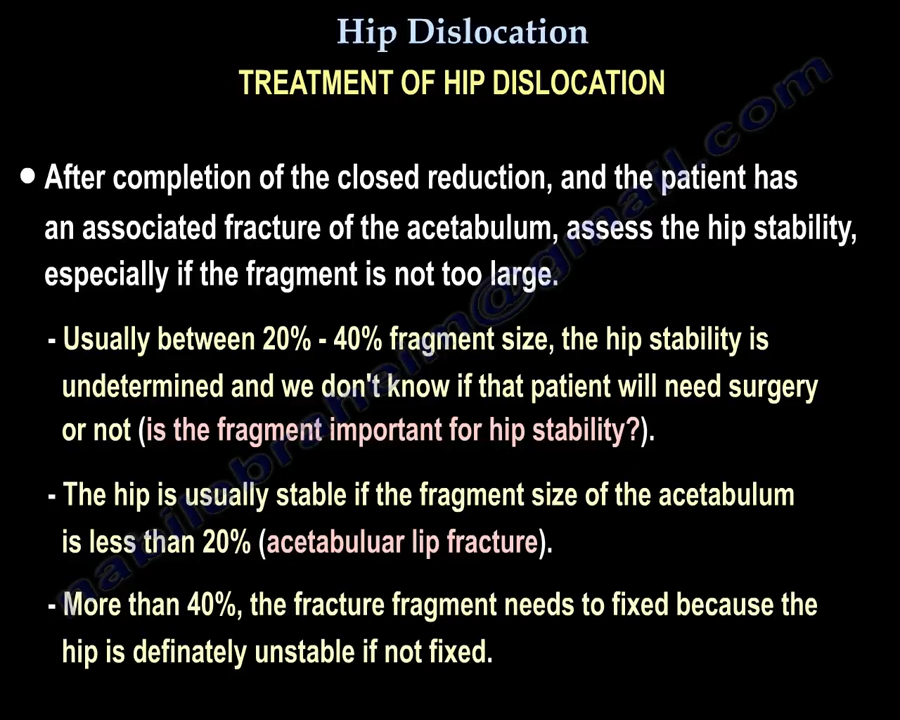 Hip Dislocation
TREATMENT OF HIP DISLOCATION
● After completion of the closed reduction, and the patient has
an associated fracture of the acetabulum, assess the hip stability,
especially if the fragment is not too large.
- Usually between 20% - 40% fragment size, the hip stability is
undetermined and we don't know if that patient will need surgery
or not (is the fragment important for hip stability?).
- The hip is usually stable if the fragment size of the acetabulum
is less than 20% (acetabuluar lip fracture).
- More than 40%, the fracture fragment needs to fixed because the
hip is definately unstable if not fixed.
nabilebraheim@gmail.com